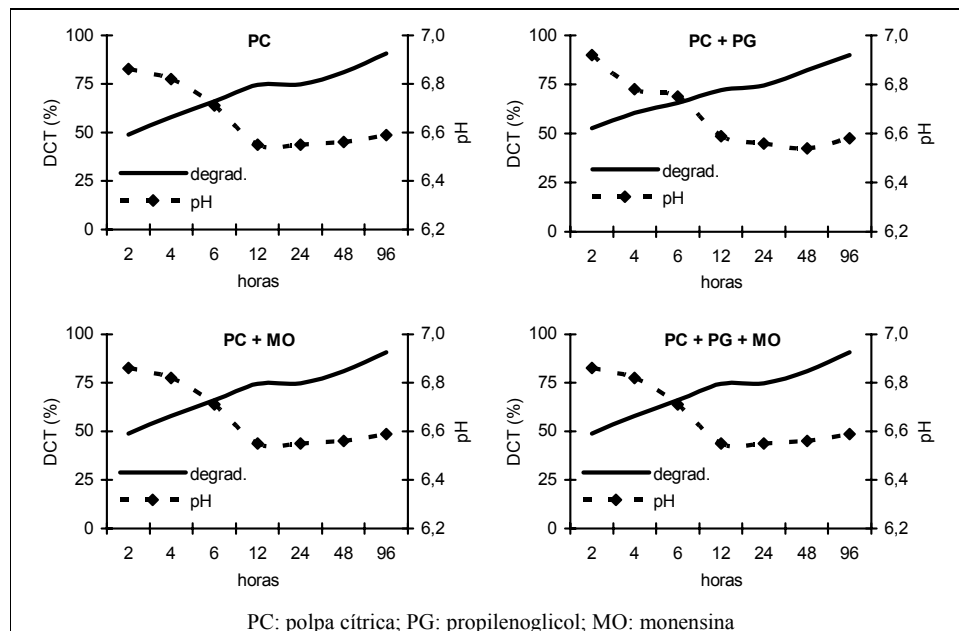 PC
100
75
50
25
0
DCT (%)
7,0
6,8
6,6
6,4
6,2
pH
degrad.
pH
2 4 6 12 24 48 96
horas
PC + PG
100
75
50
25
0
DCT (%)
7,0
6,8
6,6
6,4
6,2
pH
degrad.
pH
2 4 6 12 24 48 96
horas
PC + MO
100
75
50
25
0
DCT (%)
7,0
6,8
6,6
6,4
6,2
pH
degrad.
pH
2 4 6 12 24 48 96
horas
PC + PG + MO
100
75
50
25
0
DCT (%)
7,0
6,8
6,6
6,4
6,2
pH
degrad.
pH
2 4 6 12 24 48 96
horas
PC: polpa cítrica; PG: propilenoglicol; MO: monensina